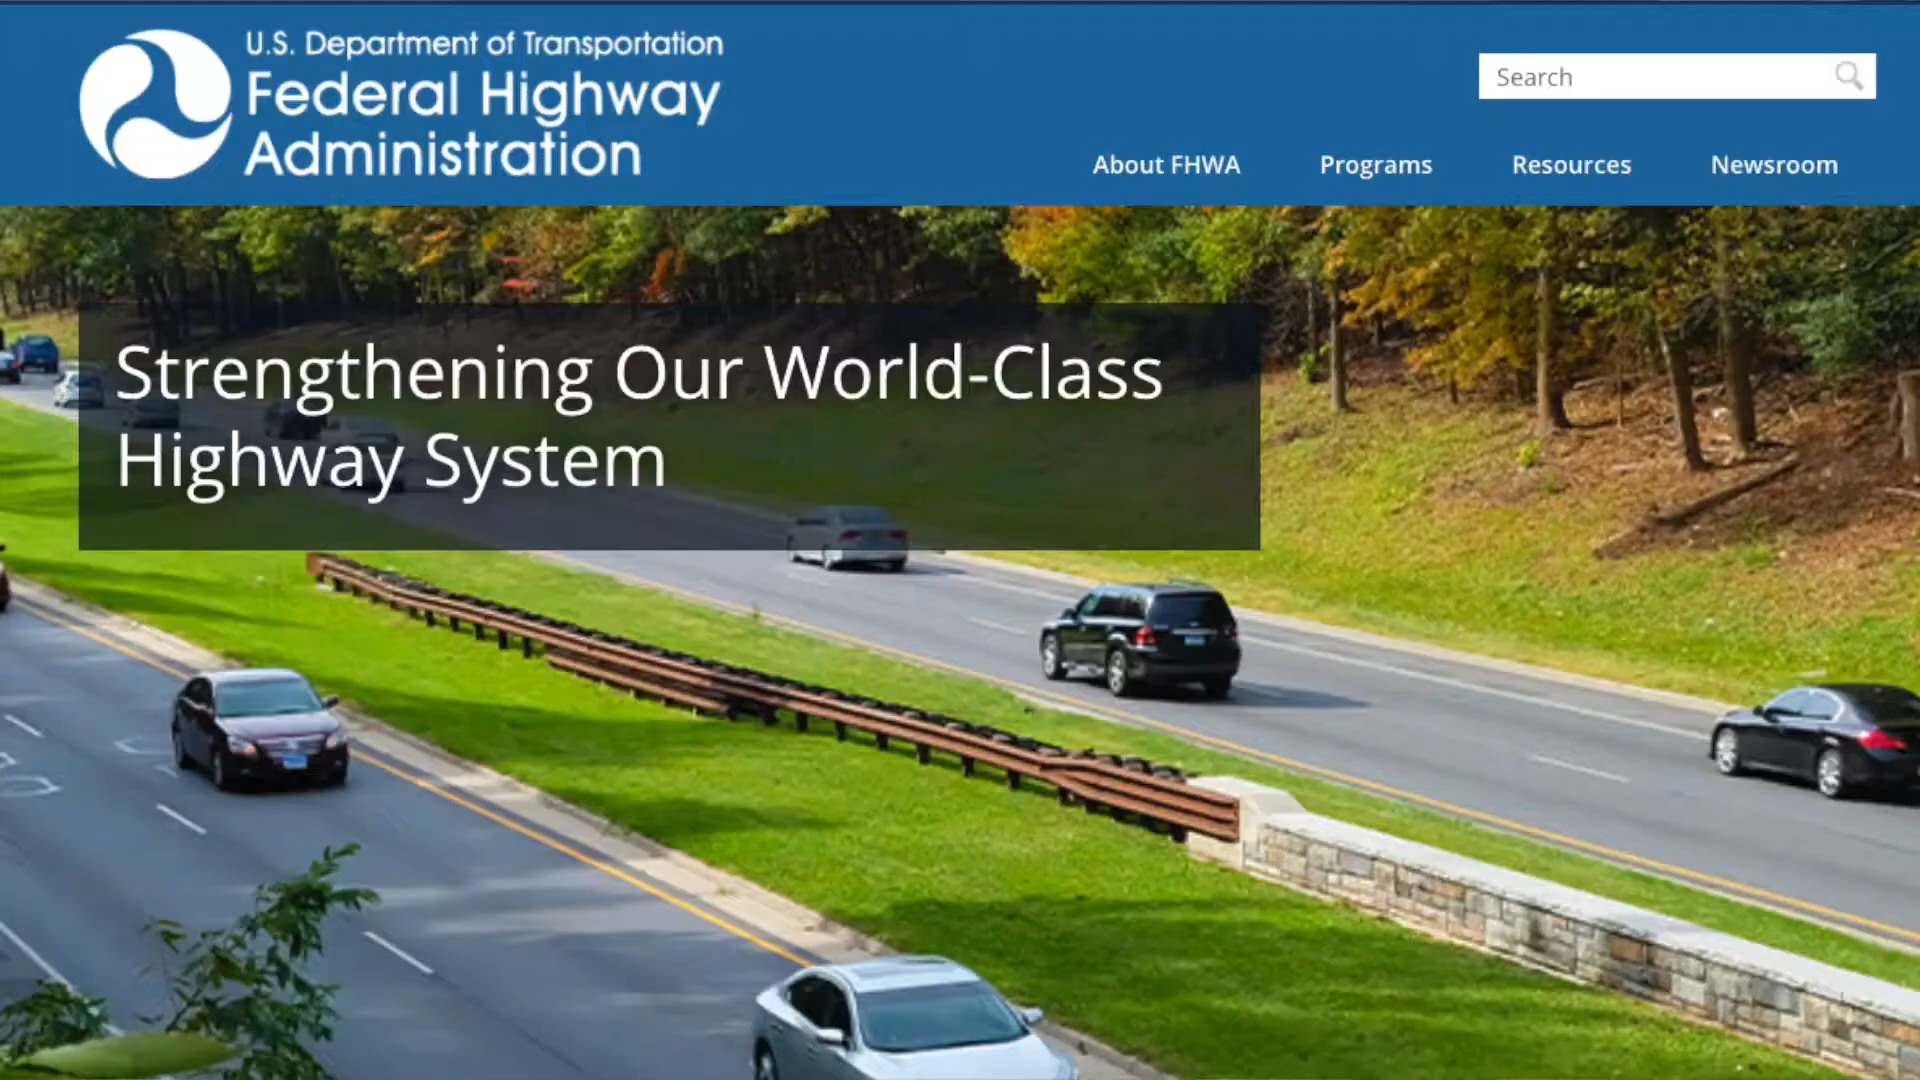 U.S. Department of Transportation
Federal Highway
Administration
Search
About FHWA
Programs
Resources
Newsroom
Strengthening Our World-Class
Highway System